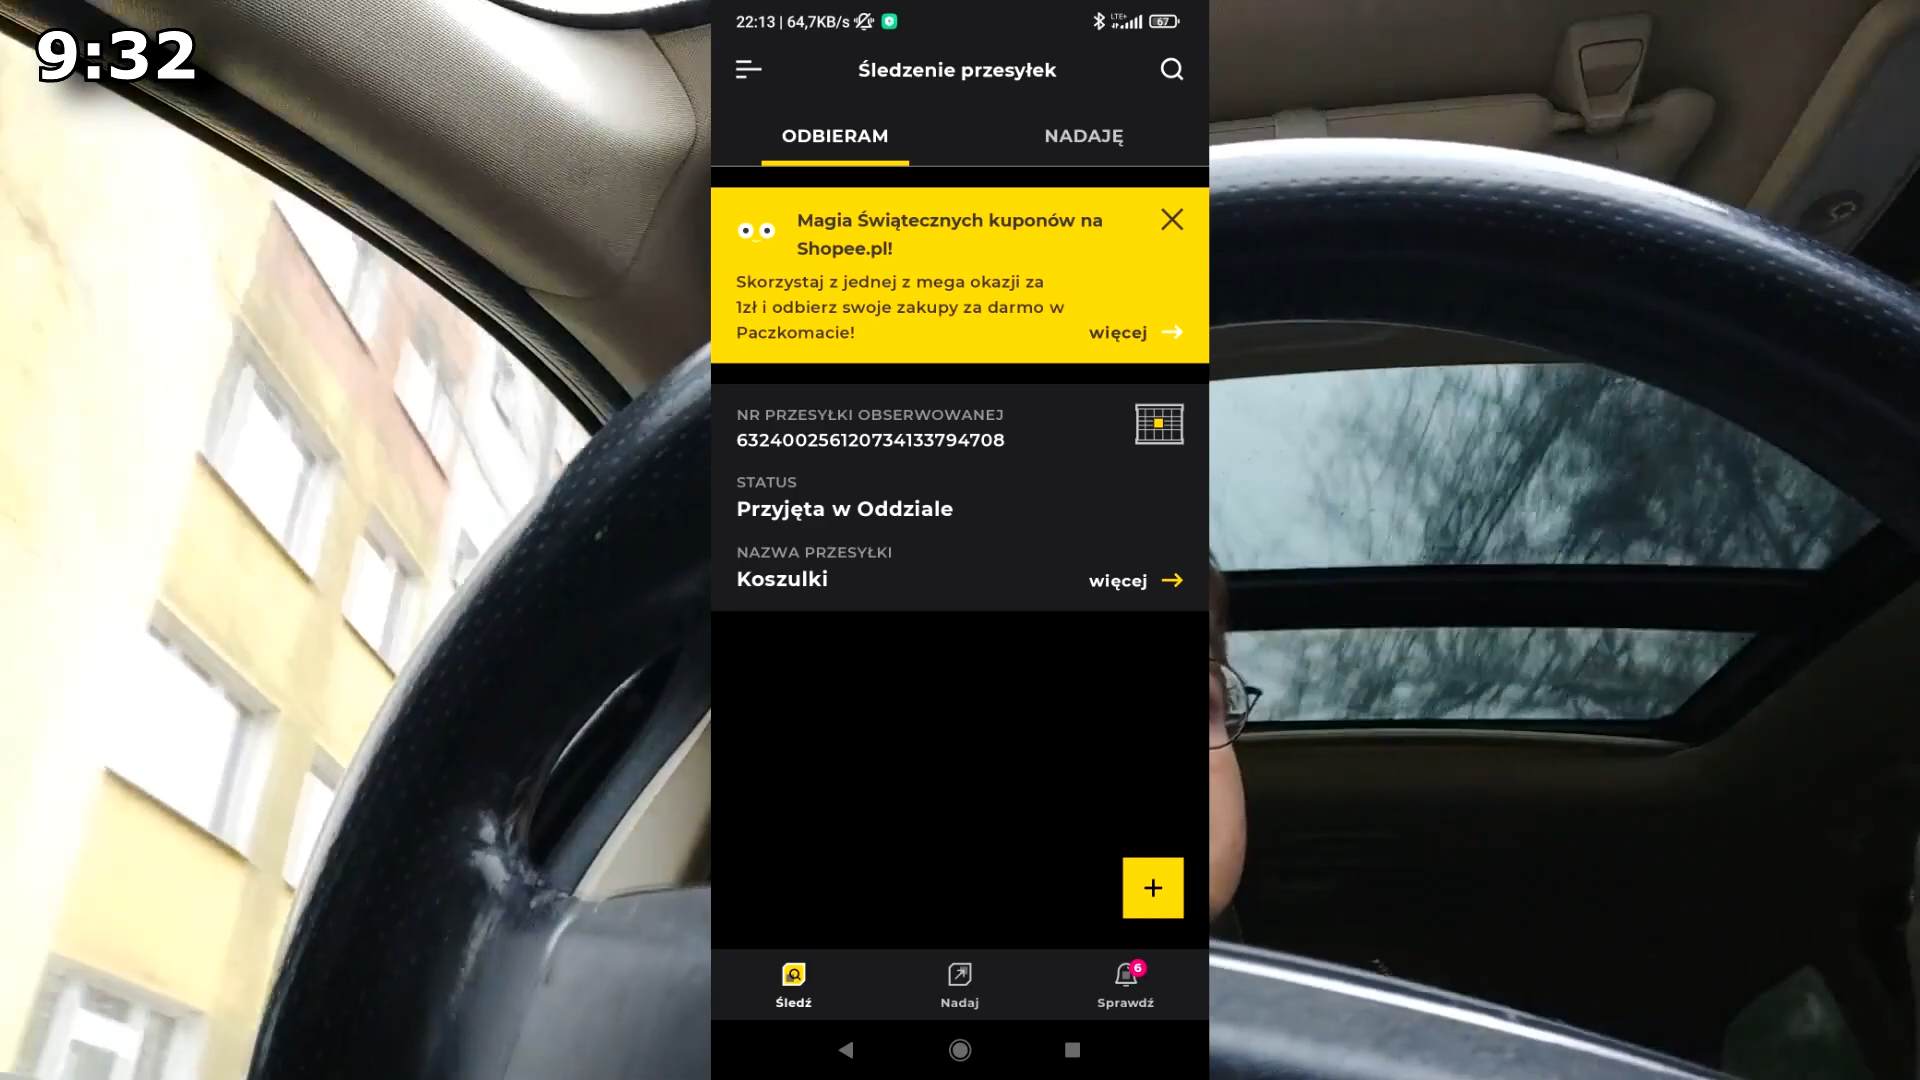 9:32
22:13 | 64,7KB/s
LTE+
67
Śledzenie przesyłek
ODBIERAM
NADAJĘ
Magia Świątecznych kuponów na
Shopee.pl!
Skorzystaj z jednej z mega okazji za
1zł i odbierz swoje zakupy za darmo w
Paczkomacie!
więcej
NR PRZESYŁKI OBSERWOWANEJ
632400256120734133794708
STATUS
Przyjęta w Oddziale
NAZWA PRZESYŁKI
Koszulki
więcej
+
6
Śledź
Nadaj
Sprawdź